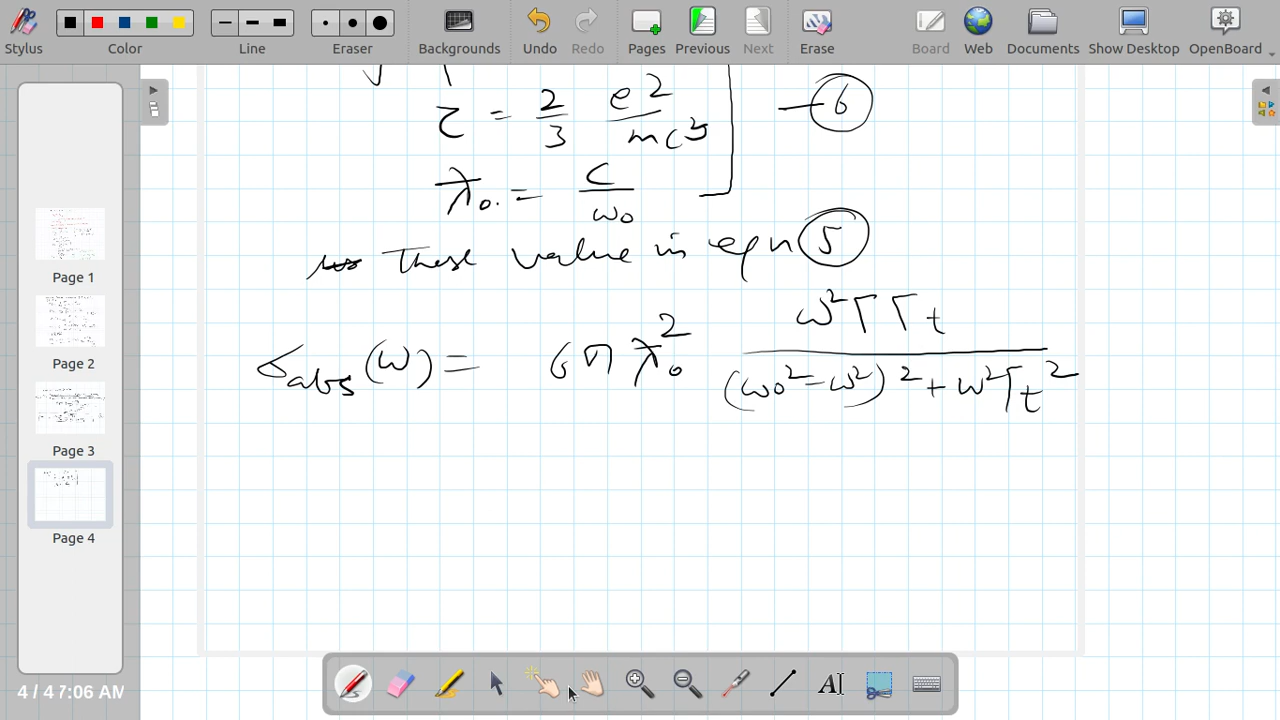 Stylus Color Line Eraser Backgrounds Undo Redo Pages Previous Next Erase Board Web Documents Show Desktop OpenBoard
τ = 2/3 e²/mc³ — 6
ƛ₀ = c/ω₀
These value in eqn 5
σ_abs (ω) = 6π ƛ₀² ω²ΓΓt / (ω₀² − ω²)² + ω²Γt²
Page 1
Page 2
Page 3
Page 4
4 / 4 7:06 AM